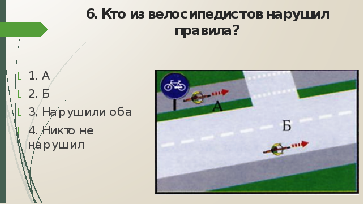 6. Кто из велосипедистов нарушил
правила?
1. А
2. Б
3. Нарушили оба
4. Никто не
нарушил
А
Б